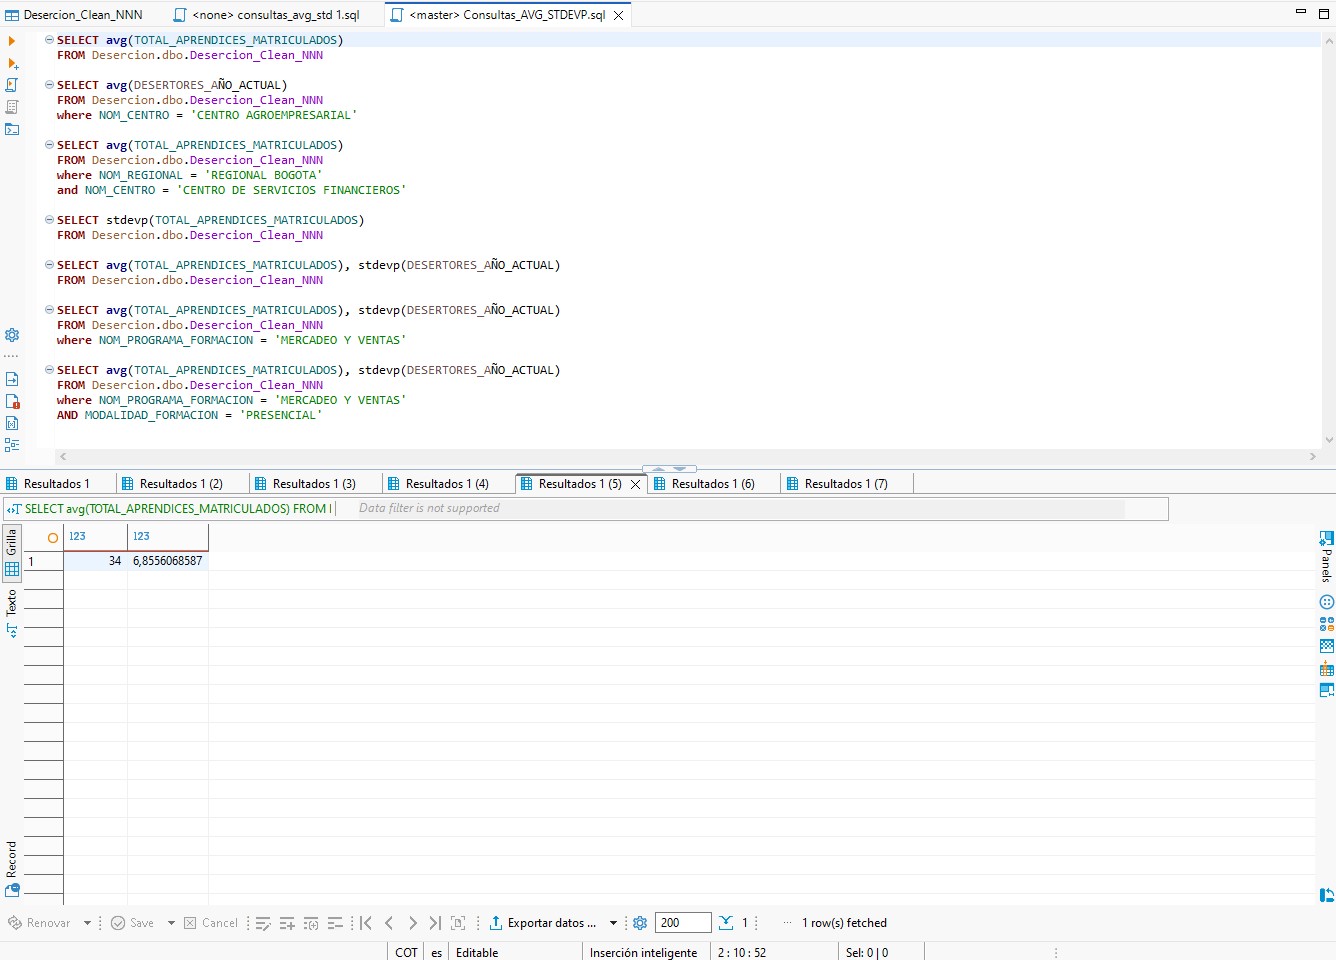 Desercion_Clean_NNN
<none> consultas_avg_std 1.sql
<master> Consultas_AVG_STDEVP.sql
SELECT avg(TOTAL_APRENDICES_MATRICULADOS)
FROM Desercion.dbo.Desercion_Clean_NNN
SELECT avg(DESERTORES_AÑO_ACTUAL)
FROM Desercion.dbo.Desercion_Clean_NNN
where NOM_CENTRO = 'CENTRO AGROEMPRESARIAL'
SELECT avg(TOTAL_APRENDICES_MATRICULADOS)
FROM Desercion.dbo.Desercion_Clean_NNN
where NOM_REGIONAL = 'REGIONAL BOGOTA'
and NOM_CENTRO = 'CENTRO DE SERVICIOS FINANCIEROS'
SELECT stdevp(TOTAL_APRENDICES_MATRICULADOS)
FROM Desercion.dbo.Desercion_Clean_NNN
SELECT avg(TOTAL_APRENDICES_MATRICULADOS), stdevp(DESERTORES_AÑO_ACTUAL)
FROM Desercion.dbo.Desercion_Clean_NNN
SELECT avg(TOTAL_APRENDICES_MATRICULADOS), stdevp(DESERTORES_AÑO_ACTUAL)
FROM Desercion.dbo.Desercion_Clean_NNN
where NOM_PROGRAMA_FORMACION = 'MERCADEO Y VENTAS'
SELECT avg(TOTAL_APRENDICES_MATRICULADOS), stdevp(DESERTORES_AÑO_ACTUAL)
FROM Desercion.dbo.Desercion_Clean_NNN
where NOM_PROGRAMA_FORMACION = 'MERCADEO Y VENTAS'
AND MODALIDAD_FORMACION = 'PRESENCIAL'
Resultados 1
Resultados 1 (2)
Resultados 1 (3)
Resultados 1 (4)
Resultados 1 (5)
Resultados 1 (6)
Resultados 1 (7)
SELECT avg(TOTAL_APRENDICES_MATRICULADOS) FROM
Data filter is not supported
Grilla
Texto
Record
123 123
1 34 6,8556068587
Panels
Renovar
Save
Cancel
Exportar datos ...
200
1
1 row(s) fetched
COT
es
Editable
Inserción inteligente
2 : 10 : 52
Sel: 0 | 0